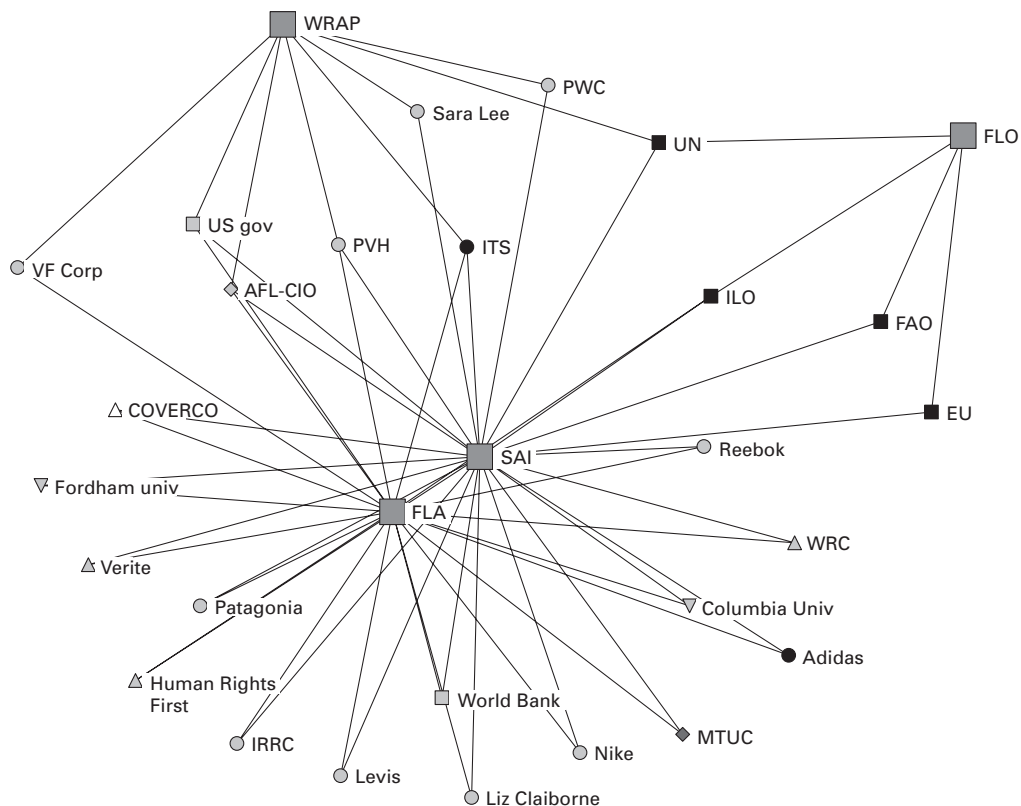 WRAP
PWC
Sara Lee
UN
FLO
US gov
PVH
ITS
VF Corp
AFL-CIO
ILO
FAO
COVERCO
EU
Reebok
SAI
Fordham univ
FLA
WRC
Verite
Patagonia
Columbia Univ
Adidas
Human Rights
First
World Bank
MTUC
IRRC
Nike
Levis
Liz Claiborne